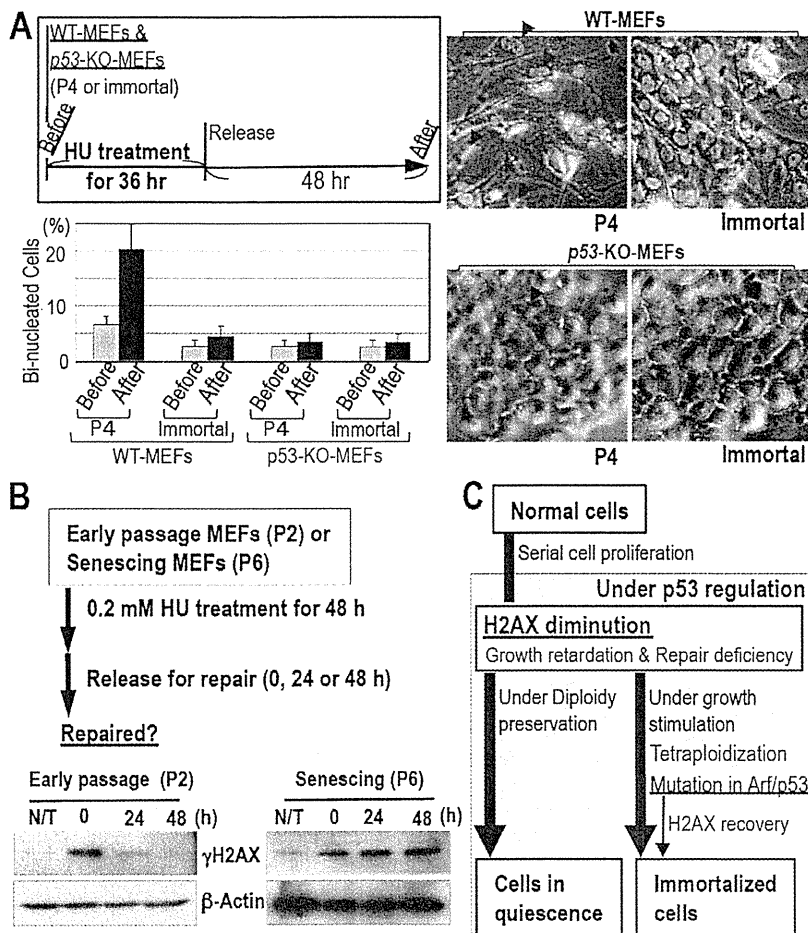 A
WT-MEFs &
p53-KO-MEFs
(P4 or immortal)
Before
HU treatment
for 36 hr
Release
48 hr
After
(%)
20
10
0
Bi-nucleated Cells
Before
After
Before
After
Before
After
Before
After
P4
Immortal
P4
Immortal
WT-MEFs
p53-KO-MEFs
WT-MEFs
P4
Immortal
p53-KO-MEFs
P4
Immortal
B
Early passage MEFs (P2) or
Senescing MEFs (P6)
0.2 mM HU treatment for 48 h
Release for repair (0, 24 or 48 h)
Repaired?
Early passage (P2)
N/T 0 24 48 (h)
Senescing (P6)
N/T 0 24 48 (h)
γH2AX
β-Actin
C
Normal cells
Serial cell proliferation
Under p53 regulation
H2AX diminution
Growth retardation & Repair deficiency
Under Diploidy
preservation
Under growth
stimulation
Tetraploidization
Mutation in Arf/p53
H2AX recovery
Cells in
quiescence
Immortalized
cells